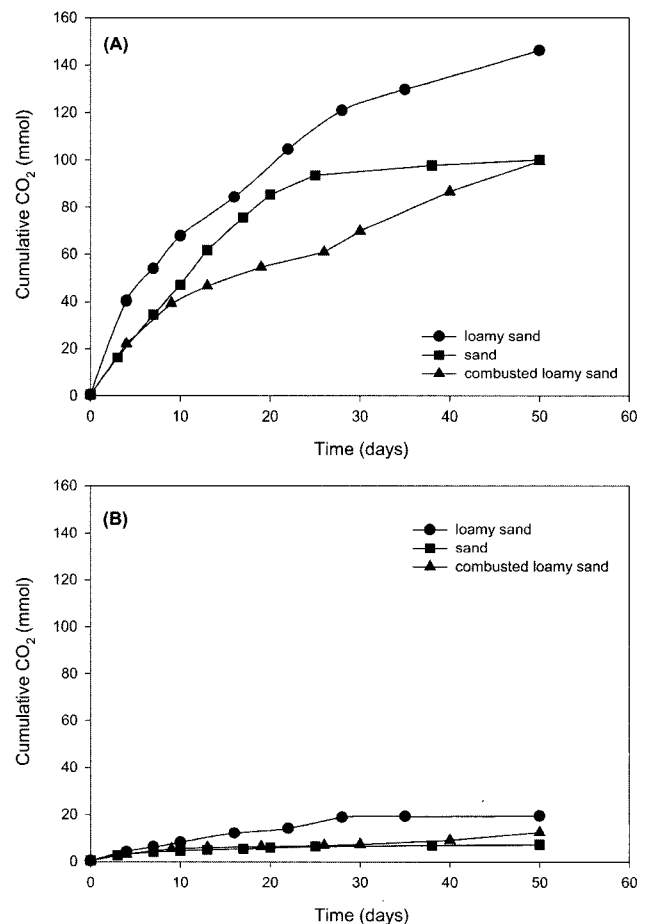 (A)
160
140
120
100
80
60
40
20
0
Cumulative CO₂ (mmol)
loamy sand
sand
combusted loamy sand
0 10 20 30 40 50 60
Time (days)
(B)
160
140
120
100
80
60
40
20
0
Cumulative CO₂ (mmol)
loamy sand
sand
combusted loamy sand
0 10 20 30 40 50 60
Time (days)